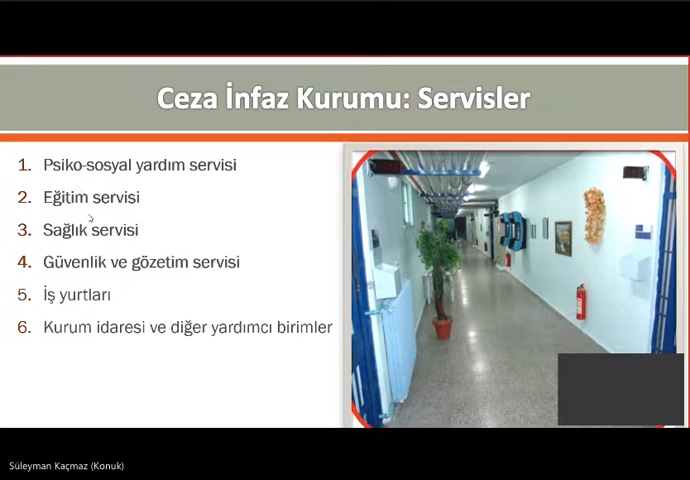 Ceza İnfaz Kurumu: Servisler
1. Psiko-sosyal yardım servisi
2. Eğitim servisi
3. Sağlık servisi
4. Güvenlik ve gözetim servisi
5. İş yurtları
6. Kurum idaresi ve diğer yardımcı birimler
Süleyman Kaçmaz (Konuk)